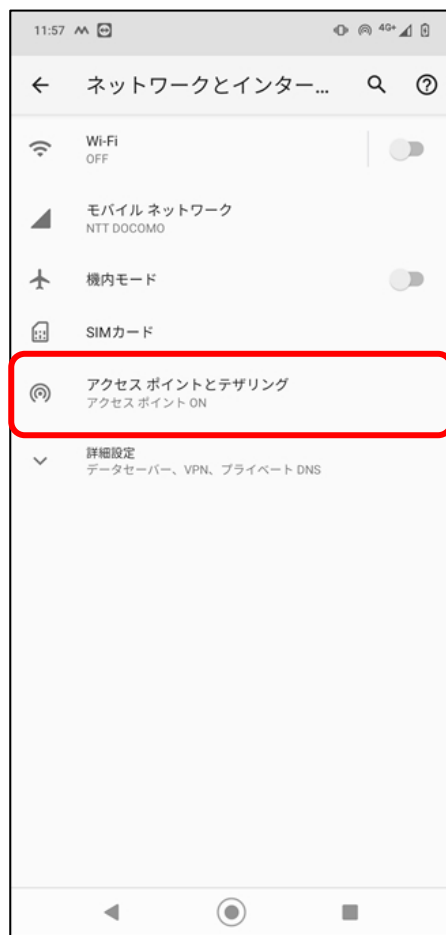 11:57
4G+
ネットワークとインター...
Wi-Fi
OFF
モバイル ネットワーク
NTT DOCOMO
機内モード
SIMカード
アクセス ポイントとテザリング
アクセス ポイント ON
詳細設定
データセーバー、VPN、プライベート DNS